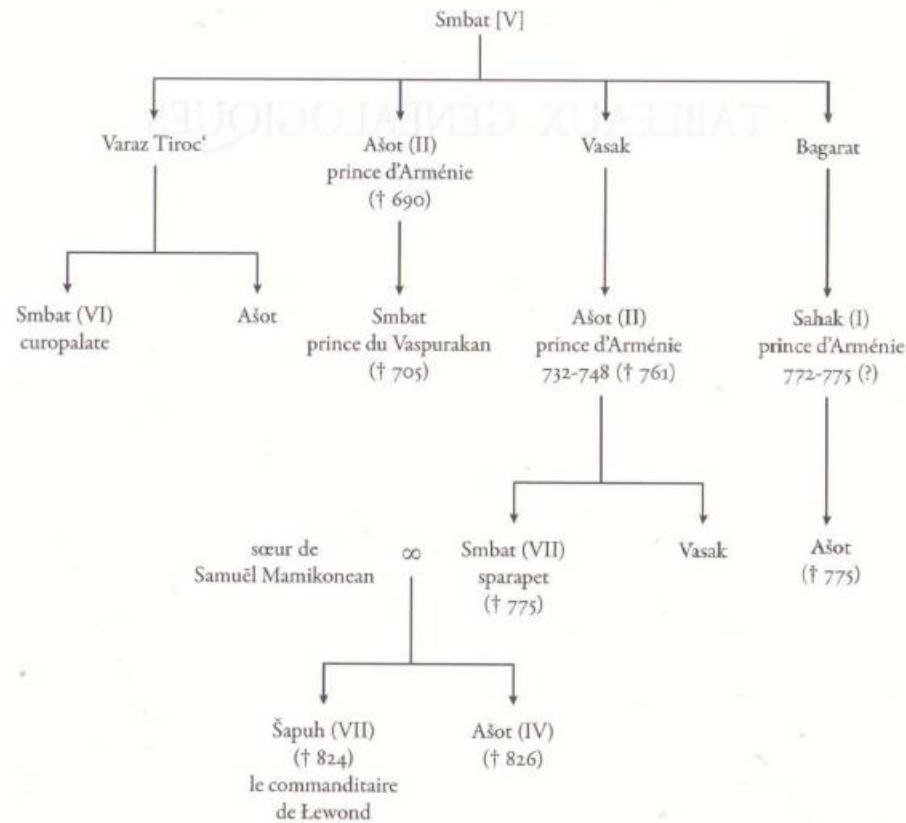 TABLEAUX GÉNÉALOGIQUES
Smbat [V]
Varaz Tirocʻ
Ašot (II)
prince d'Arménie
(† 690)
Vasak
Bagarat
Smbat (VI)
curopalate
Ašot
Smbat
prince du Vaspurakan
(† 705)
Ašot (II)
prince d'Arménie
732-748 († 761)
Sahak (I)
prince d'Arménie
772-775 (?)
sœur de
Samuēl Mamikonean
∞
Smbat (VII)
sparapet
(† 775)
Vasak
Ašot
(† 775)
Šapuh (VII)
(† 824)
le commanditaire
de Łewond
Ašot (IV)
(† 826)